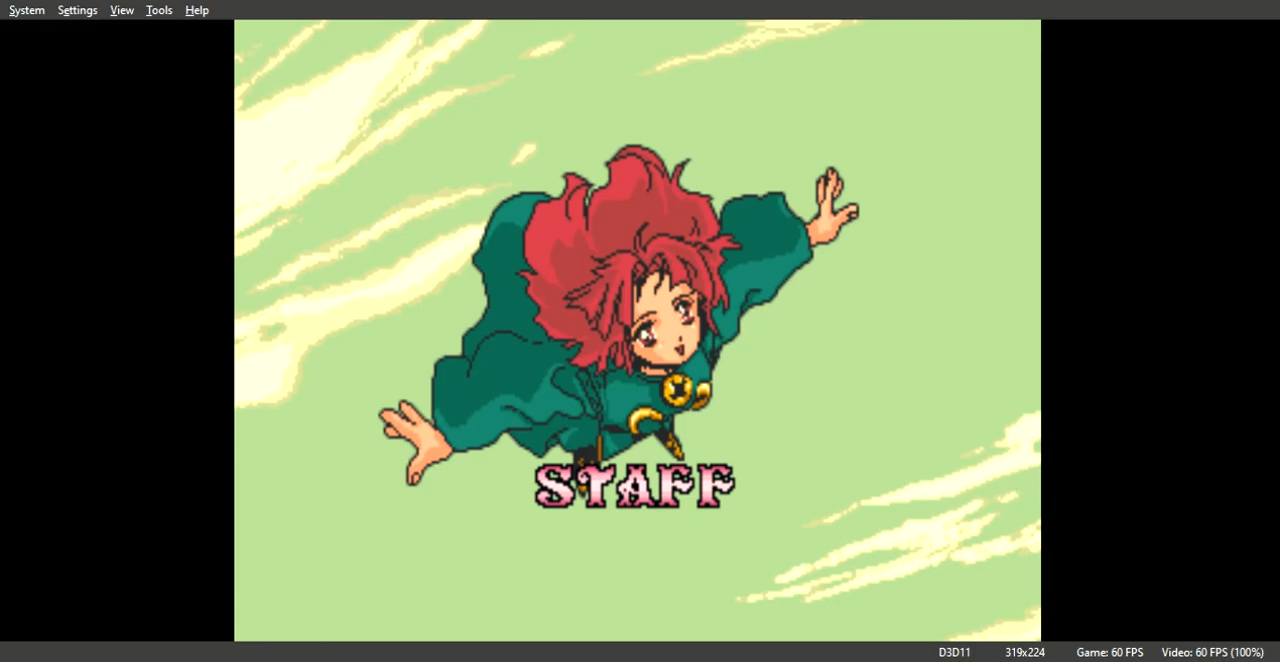 System Settings View Tools Help
STAFF
D3D11 319x224 Game: 60 FPS Video: 60 FPS (100%)